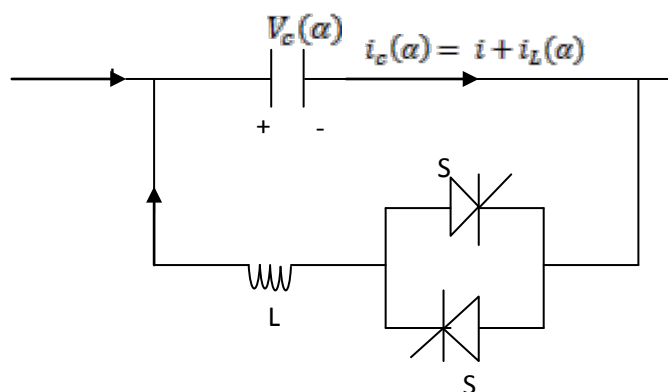 V_c(α)
i_c(α) = i + i_L(α)
+ -
S
L
S